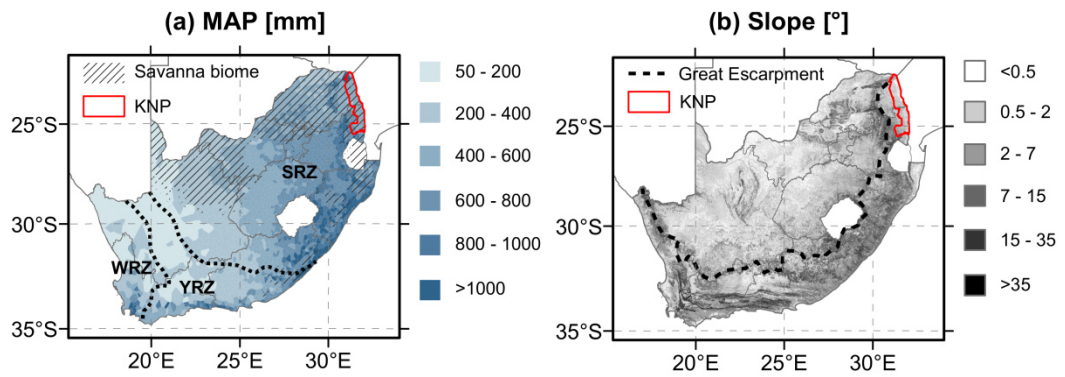 (a) MAP [mm]
Savanna biome
KNP
25°S
30°S
35°S
20°E
25°E
30°E
SRZ
WRZ
YRZ
50 - 200
200 - 400
400 - 600
600 - 800
800 - 1000
>1000
(b) Slope [°]
Great Escarpment
KNP
25°S
30°S
35°S
20°E
25°E
30°E
<0.5
0.5 - 2
2 - 7
7 - 15
15 - 35
>35